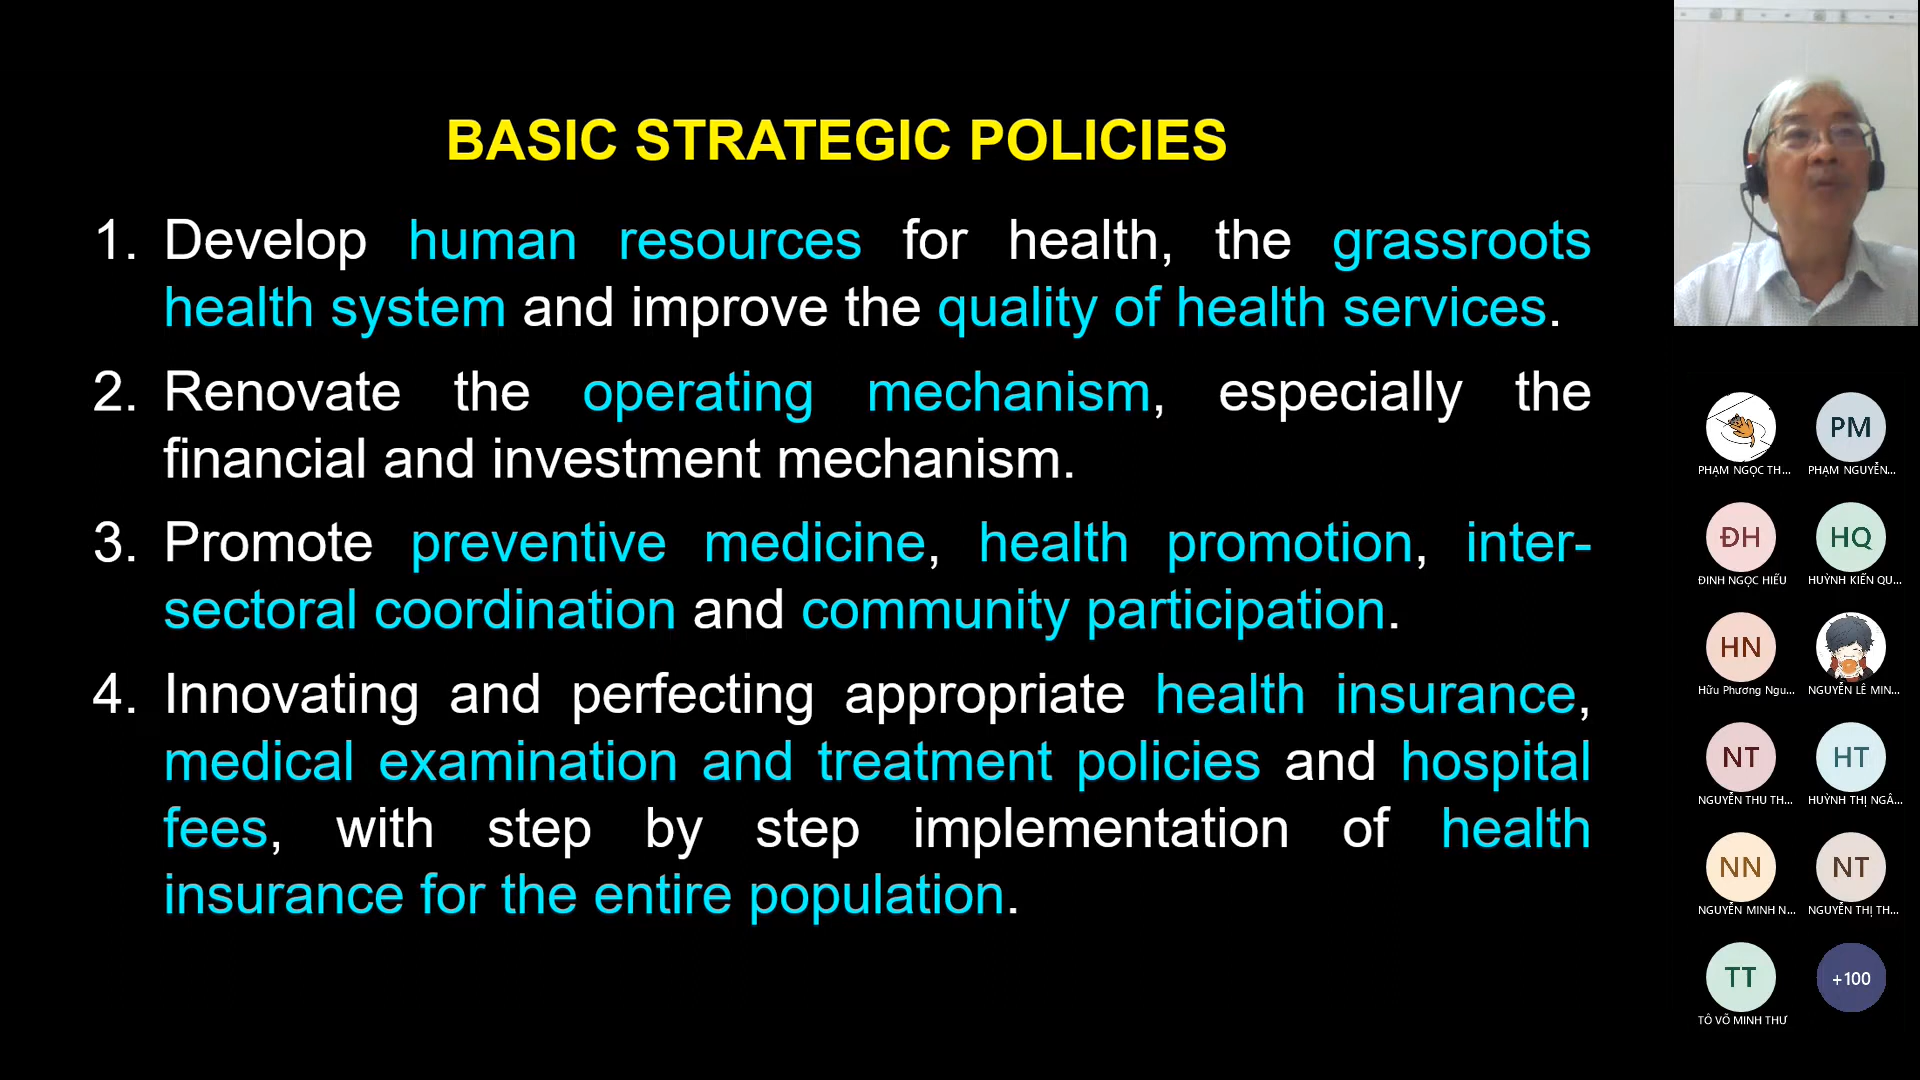 BASIC STRATEGIC POLICIES
1. Develop human resources for health, the grassroots
health system and improve the quality of health services.
2. Renovate the operating mechanism, especially the
financial and investment mechanism.
3. Promote preventive medicine, health promotion, inter-
sectoral coordination and community participation.
4. Innovating and perfecting appropriate health insurance,
medical examination and treatment policies and hospital
fees, with step by step implementation of health
insurance for the entire population.
PM
PHẠM NGỌC TH... PHẠM NGUYỄN...
ĐH HQ
ĐINH NGỌC HIẾU HUỲNH KIẾN QU...
HN
Hữu Phương Ngu... NGUYỄN LÊ MIN...
NT HT
NGUYỄN THU TH... HUỲNH THỊ NGÂ...
NN NT
NGUYỄN MINH N... NGUYỄN THỊ TH...
TT +100
TÔ VÕ MINH THƯ